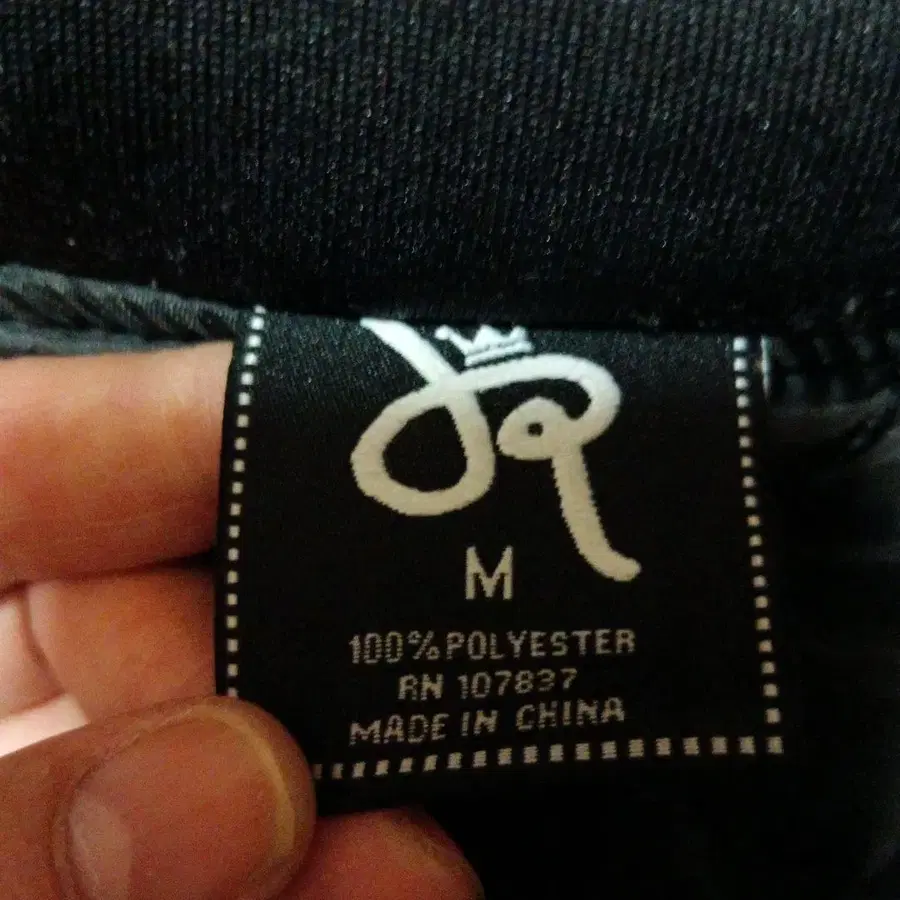 M
100% POLYESTER
RN 107837
MADE IN CHINA